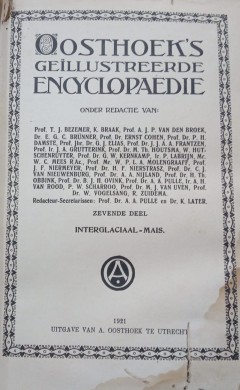 OOSTHOEK'S
GEÏLLUSTREERDE
ENCYCLOPAEDIE
ONDER REDACTIE VAN:
Prof. T. J. BEZEMER, K. BRAAK, Prof. A. J. P. VAN DEN BROEK,
Dr. E. G. C. BRÜNNER, Prof. Dr. ERNST COHEN, Prof. Dr. P. H.
DAMSTÉ, Prof. Jhr. Dr. G. J. ELIAS, Prof. Dr. J. J. A. A. FRANTZEN,
Prof. Ir. J. A. GRUTTERINK, Prof. Dr. M. TH. HOUTSMA, W. HUT-
SCHENRUYTER, Prof. Dr. G. W. KERNKAMP, Ir. P. LABRIJN, Mr.
W. C. MEES R.Az., Prof. Mr. W. P. L. A. MOLENGRAAFF, Prof.
J. F. NIERMEYER, Prof. Mr. J. F. NIERSTRASZ, Prof. Dr. C. J.
VAN NIEUWENBURG, Prof. Dr. A. A. NIJLAND, Prof. Dr. H. TH.
OBBINK, Prof. Dr. B. J. H. OVINK, Prof. Dr. A. A. PULLE, Ir. A. H.
VAN ROOD, P. W. SCHARROO, Prof. Dr. M. J. VAN UVEN, Prof.
Dr. W. VOGELSANG, R. ZUIDEMA.
Redacteur-Secretarissen: Prof. Dr. A. A. PULLE en Dr. K. LATER.
ZEVENDE DEEL
INTERGLACIAAL-MAIS.
1921
UITGAVE VAN A. OOSTHOEK TE UTRECHT